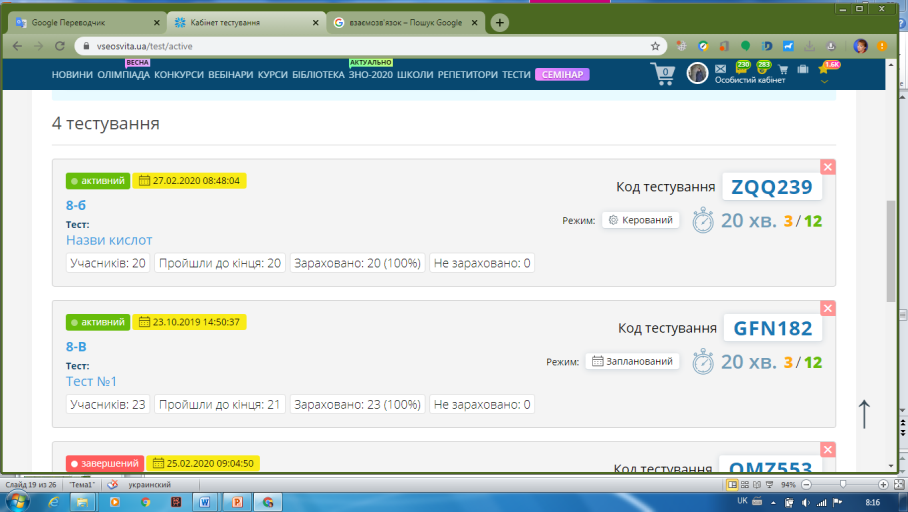 Google Переводчик
Кабінет тестування
взаємозв'язок – Пошук Google
vseosvita.ua/test/active
ВЕСНА
АКТУАЛЬНО
НОВИНИ ОЛІМПІАДА КОНКУРСИ ВЕБІНАРИ КУРСИ БІБЛІОТЕКА ЗНО-2020 ШКОЛИ РЕПЕТИТОРИ ТЕСТИ СЕМІНАР
0
230
283
1.6K
Особистий кабінет
4 тестування
активний 27.02.2020 08:48:04
Код тестування ZQQ239
8-б
Режим: Керований 20 хв. 3/12
Тест:
Назви кислот
Учасників: 20 Пройшли до кінця: 20 Зараховано: 20 (100%) Не зараховано: 0
активний 23.10.2019 14:50:37
Код тестування GFN182
8-В
Режим: Запланований 20 хв. 3/12
Тест:
Тест №1
Учасників: 23 Пройшли до кінця: 21 Зараховано: 23 (100%) Не зараховано: 0
завершений 25.02.2020 09:04:50
Код тестування QMZ553
Слайд 19 из 26 "Тема1" украинский 94%
UK 8:16